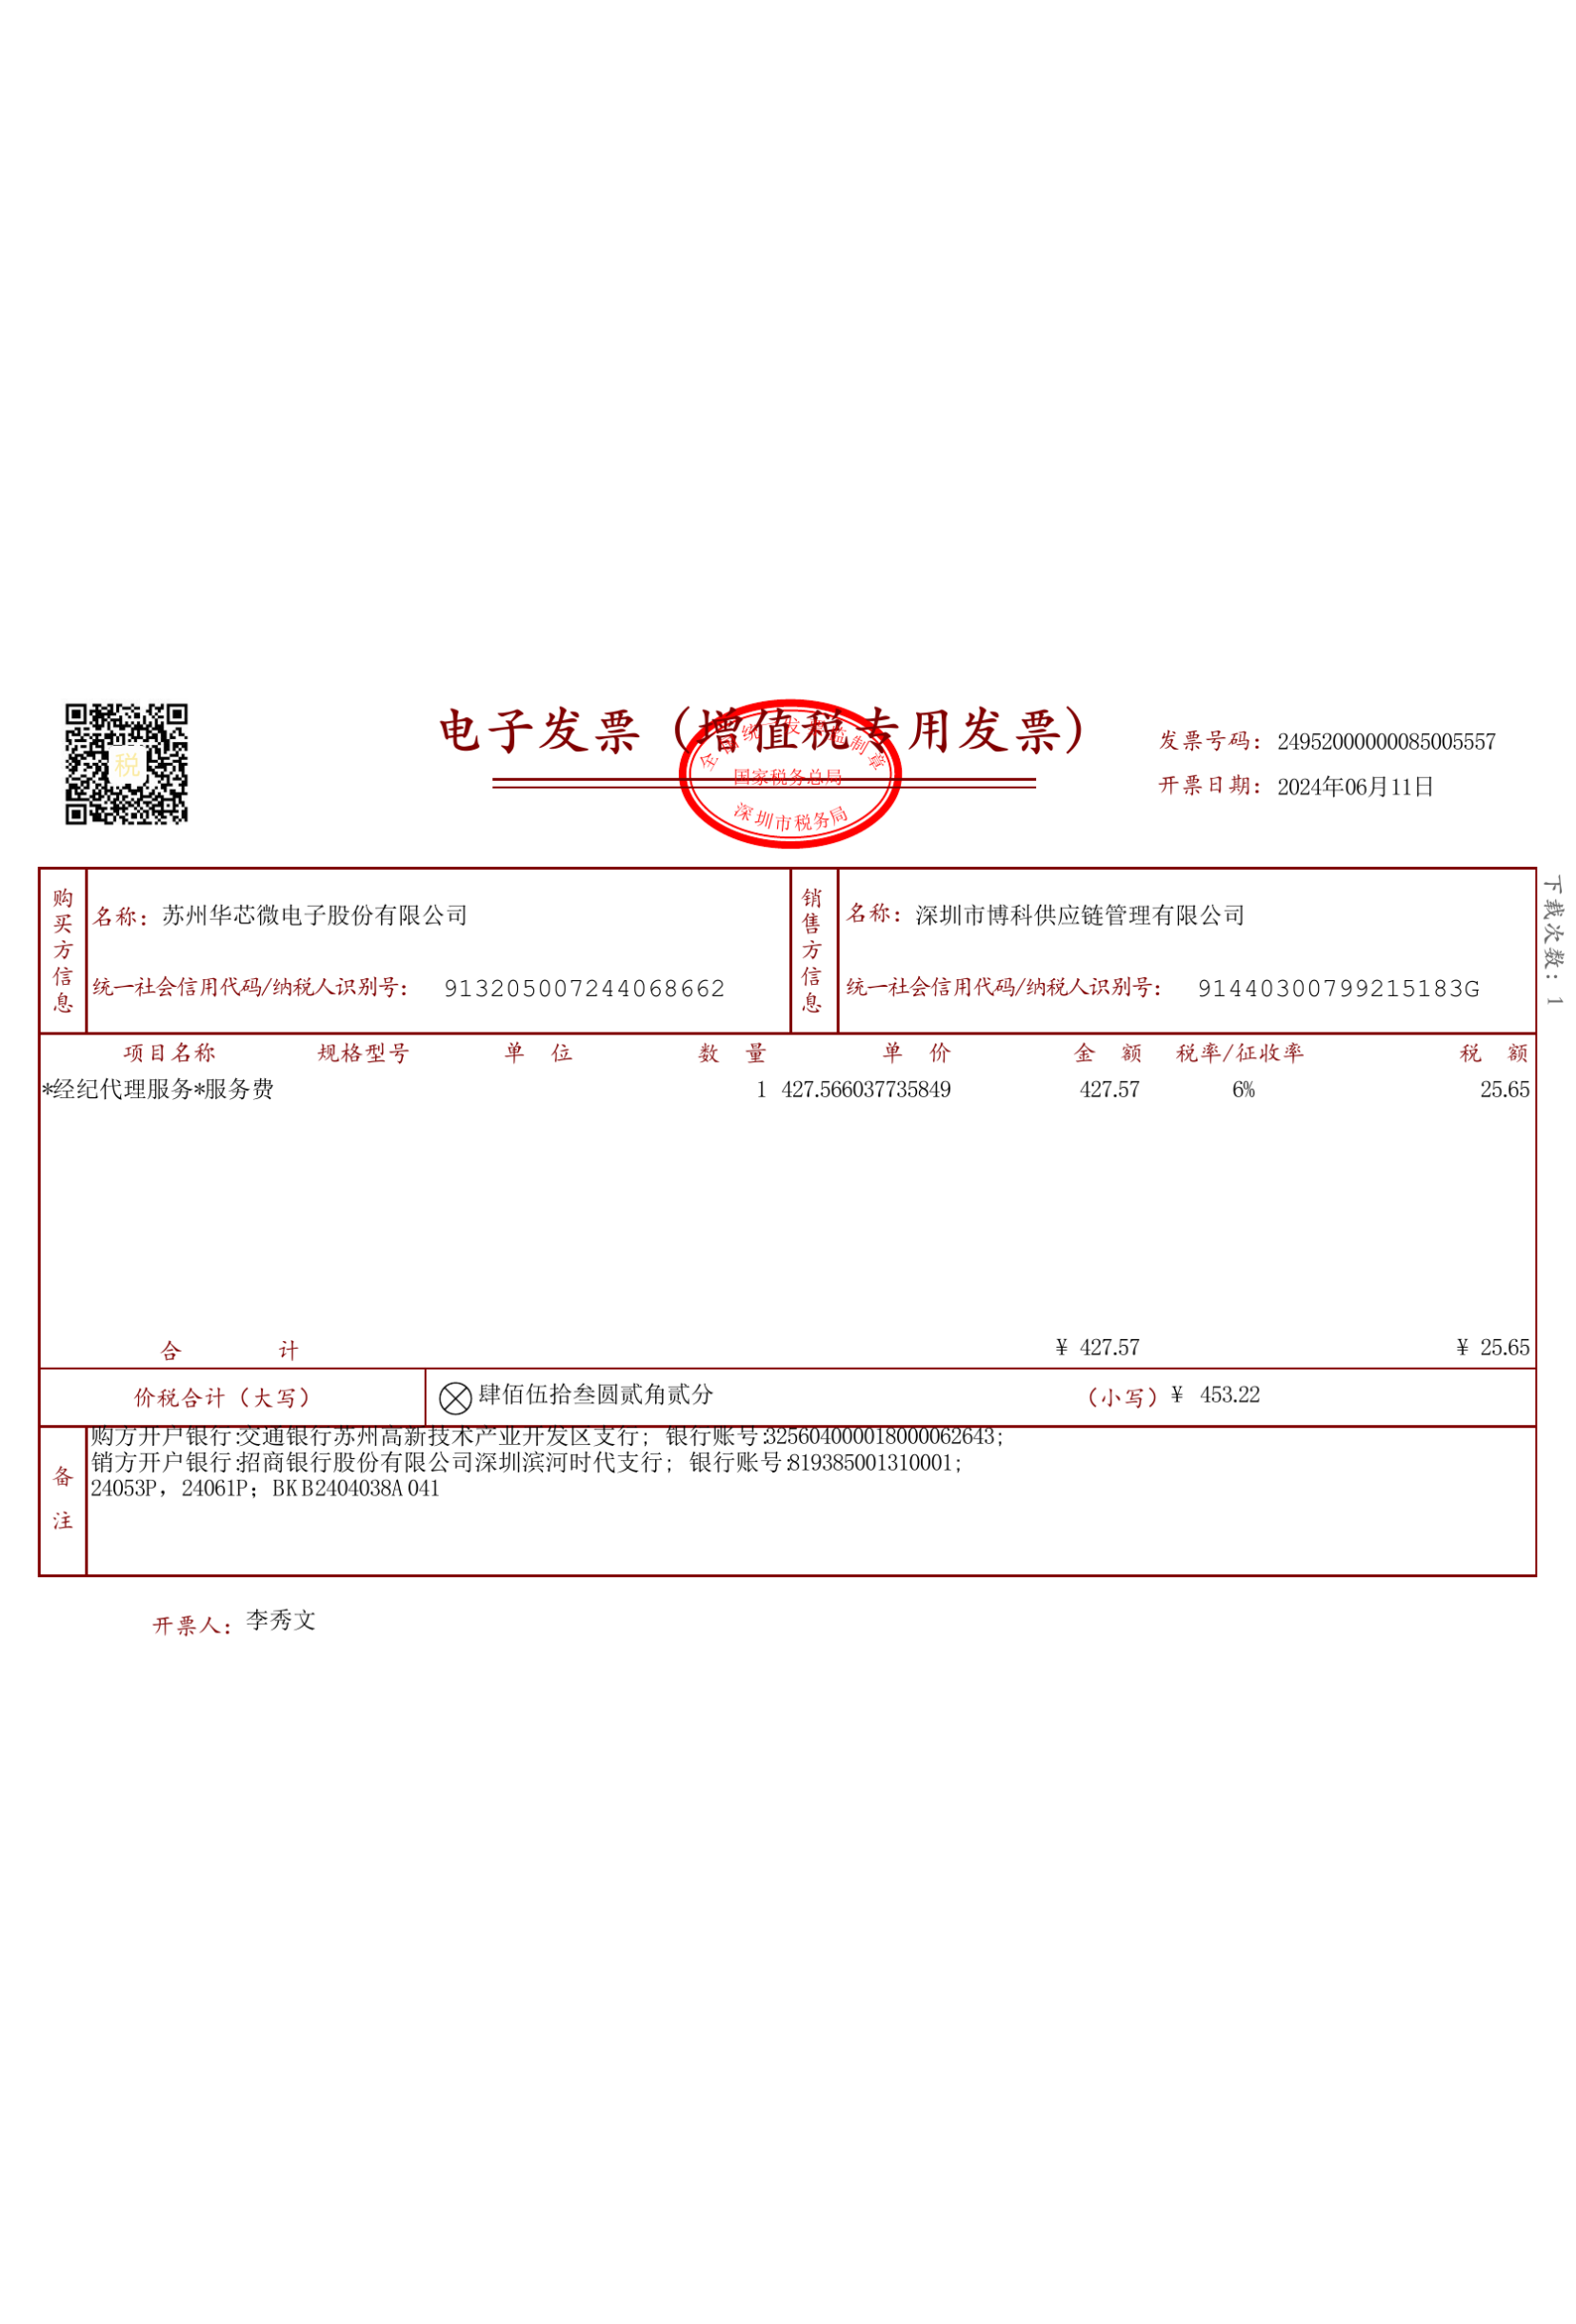 税
电子发票（增值税专用发票）
全国统一发票监制章
国家税务总局
深圳市税务局
发票号码：24952000000085005557
开票日期：2024年06月11日
下载次数：1
购买方信息
名称：苏州华芯微电子股份有限公司
统一社会信用代码/纳税人识别号：913205007244068662
销售方信息
名称：深圳市博科供应链管理有限公司
统一社会信用代码/纳税人识别号：91440300799215183G
项目名称 规格型号 单 位 数 量 单 价 金 额 税率/征收率 税 额
*经纪代理服务*服务费 1 427.566037735849 427.57 6% 25.65
合 计 ¥ 427.57 ¥ 25.65
价税合计（大写） 肆佰伍拾叁圆贰角贰分 （小写）¥ 453.22
备注
购方开户银行:交通银行苏州高新技术产业开发区支行; 银行账号:325604000018000062643;
销方开户银行:招商银行股份有限公司深圳滨河时代支行; 银行账号:819385001310001;
24053P，24061P；BKB2404038A041
开票人：李秀文